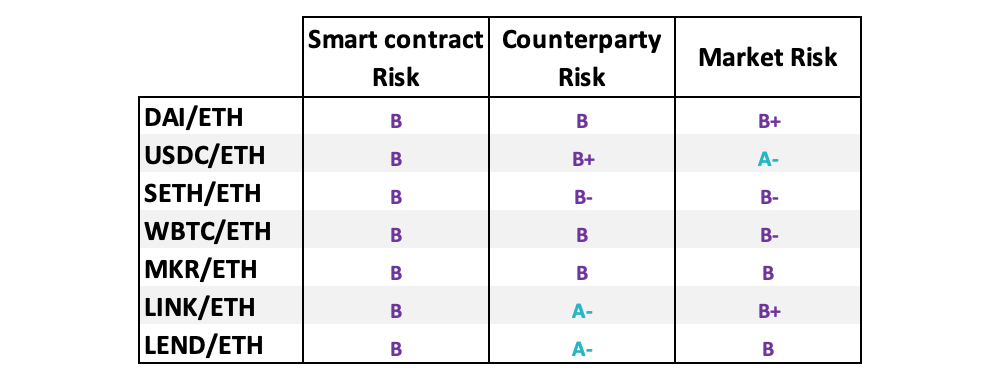 Smart contract Risk Counterparty Risk Market Risk
DAI/ETH B B B+
USDC/ETH B B+ A-
SETH/ETH B B- B-
WBTC/ETH B B B-
MKR/ETH B B B
LINK/ETH B A- B+
LEND/ETH B A- B